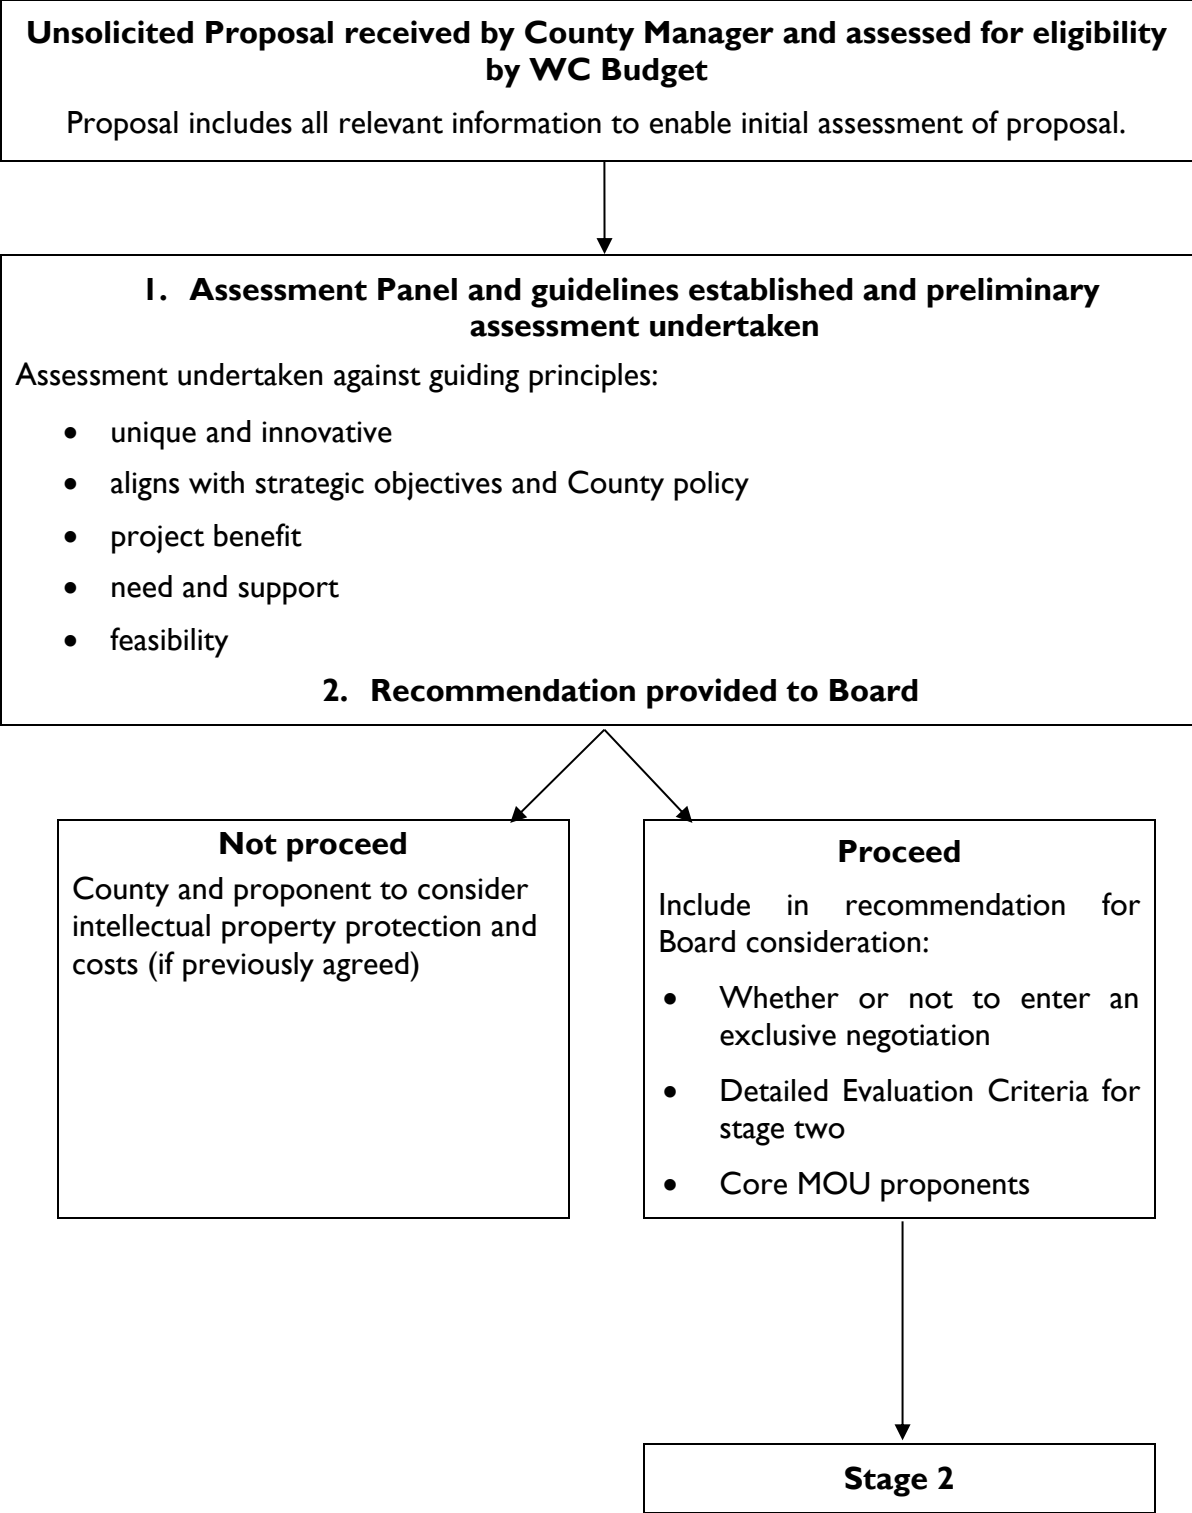 Unsolicited Proposal received by County Manager and assessed for eligibility
by WC Budget
Proposal includes all relevant information to enable initial assessment of proposal.
1. Assessment Panel and guidelines established and preliminary
assessment undertaken
Assessment undertaken against guiding principles:
• unique and innovative
• aligns with strategic objectives and County policy
• project benefit
• need and support
• feasibility
2. Recommendation provided to Board
Not proceed
County and proponent to consider
intellectual property protection and
costs (if previously agreed)
Proceed
Include in recommendation for
Board consideration:
• Whether or not to enter an
exclusive negotiation
• Detailed Evaluation Criteria for
stage two
• Core MOU proponents
Stage 2